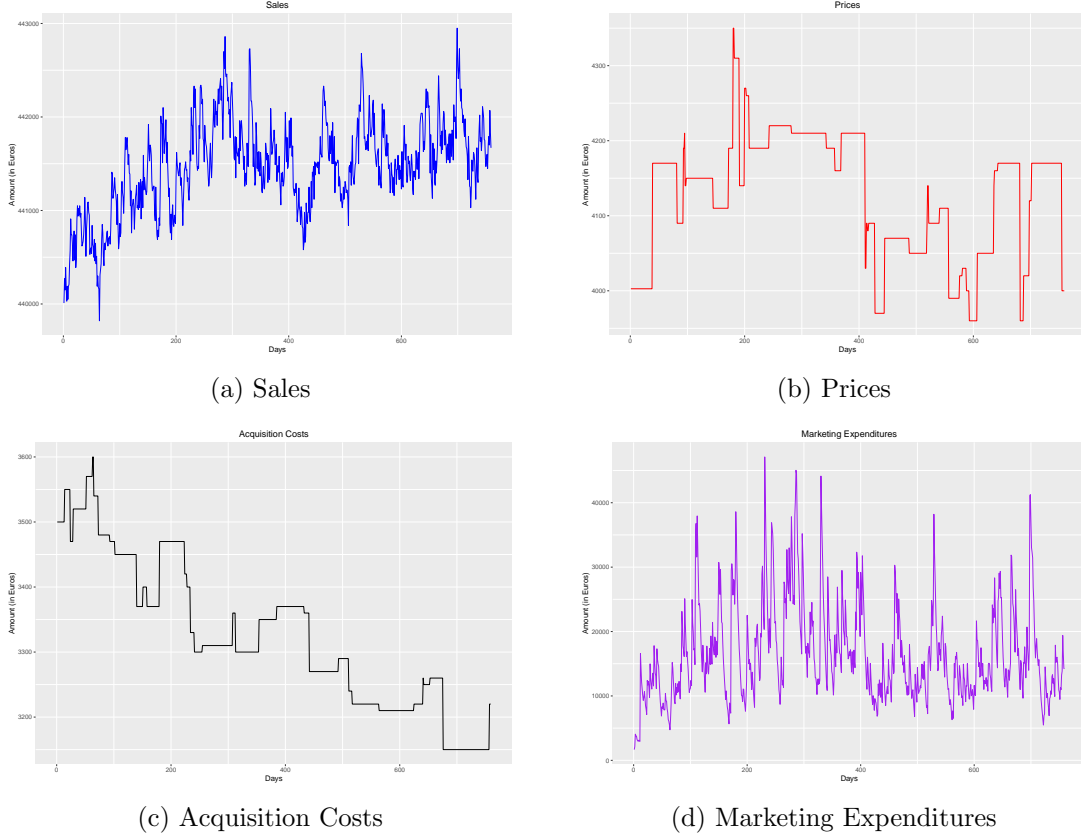 Sales
Amount (in Euros)
443000
442000
441000
440000
0
200
400
600
Days
(a) Sales
Prices
Amount (in Euros)
4300
4200
4100
4000
0
200
400
600
Days
(b) Prices
Acquisition Costs
Amount (in Euros)
3600
3500
3400
3300
3200
0
200
400
600
Days
(c) Acquisition Costs
Marketing Expenditures
Amount (in Euros)
40000
30000
20000
10000
0
0
200
400
600
Days
(d) Marketing Expenditures